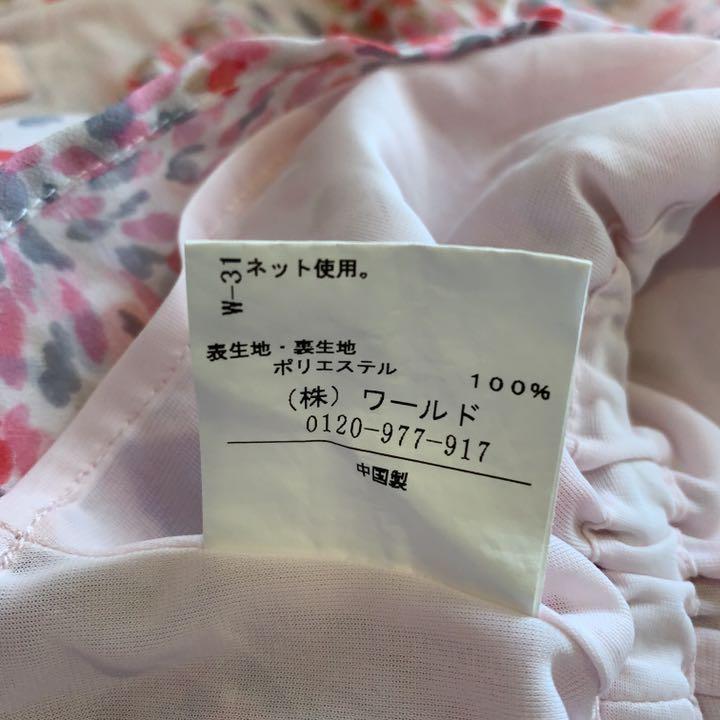 W-31
ネット使用。
表生地・裏生地
ポリエステル 100%
(株) ワールド
0120-977-917
中国製